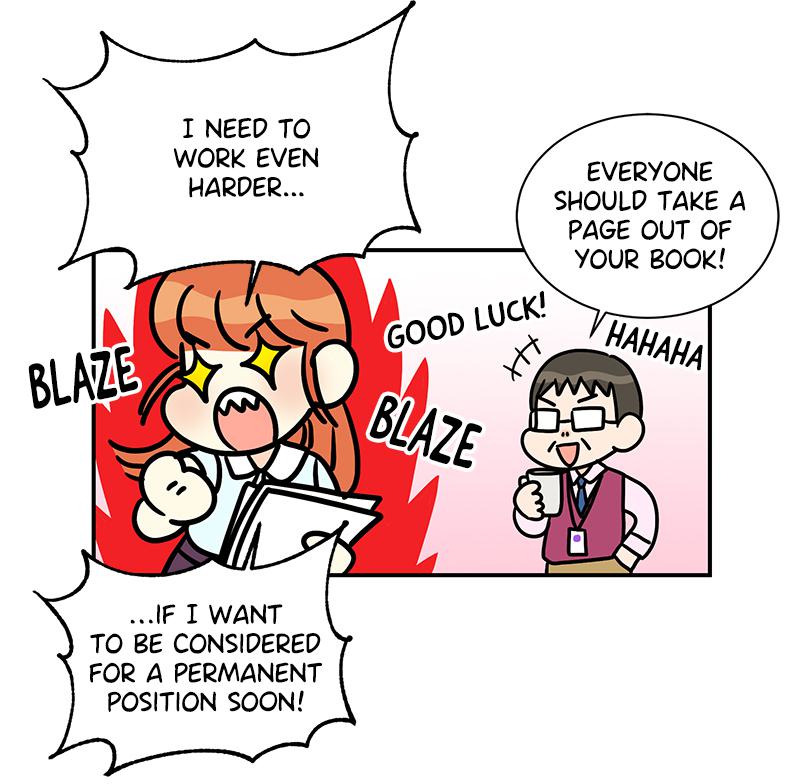 I NEED TO
WORK EVEN
HARDER...
EVERYONE
SHOULD TAKE A
PAGE OUT OF
YOUR BOOK!
GOOD LUCK!
HAHAHA
BLAZE
BLAZE
...IF I WANT
TO BE CONSIDERED
FOR A PERMANENT
POSITION SOON!